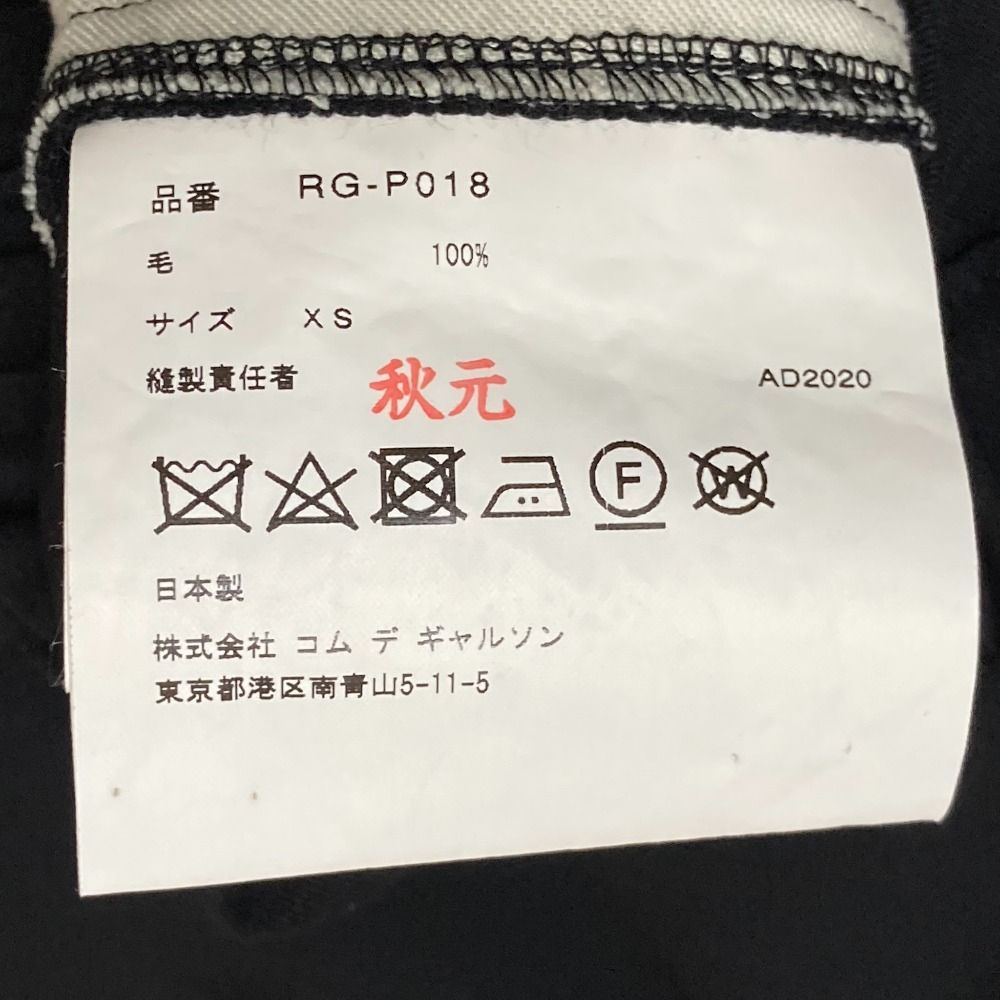 品番 RG-P018
毛 100%
サイズ XS
縫製責任者 秋元 AD2020
F W
日本製
株式会社 コム デ ギャルソン
東京都港区南青山5-11-5